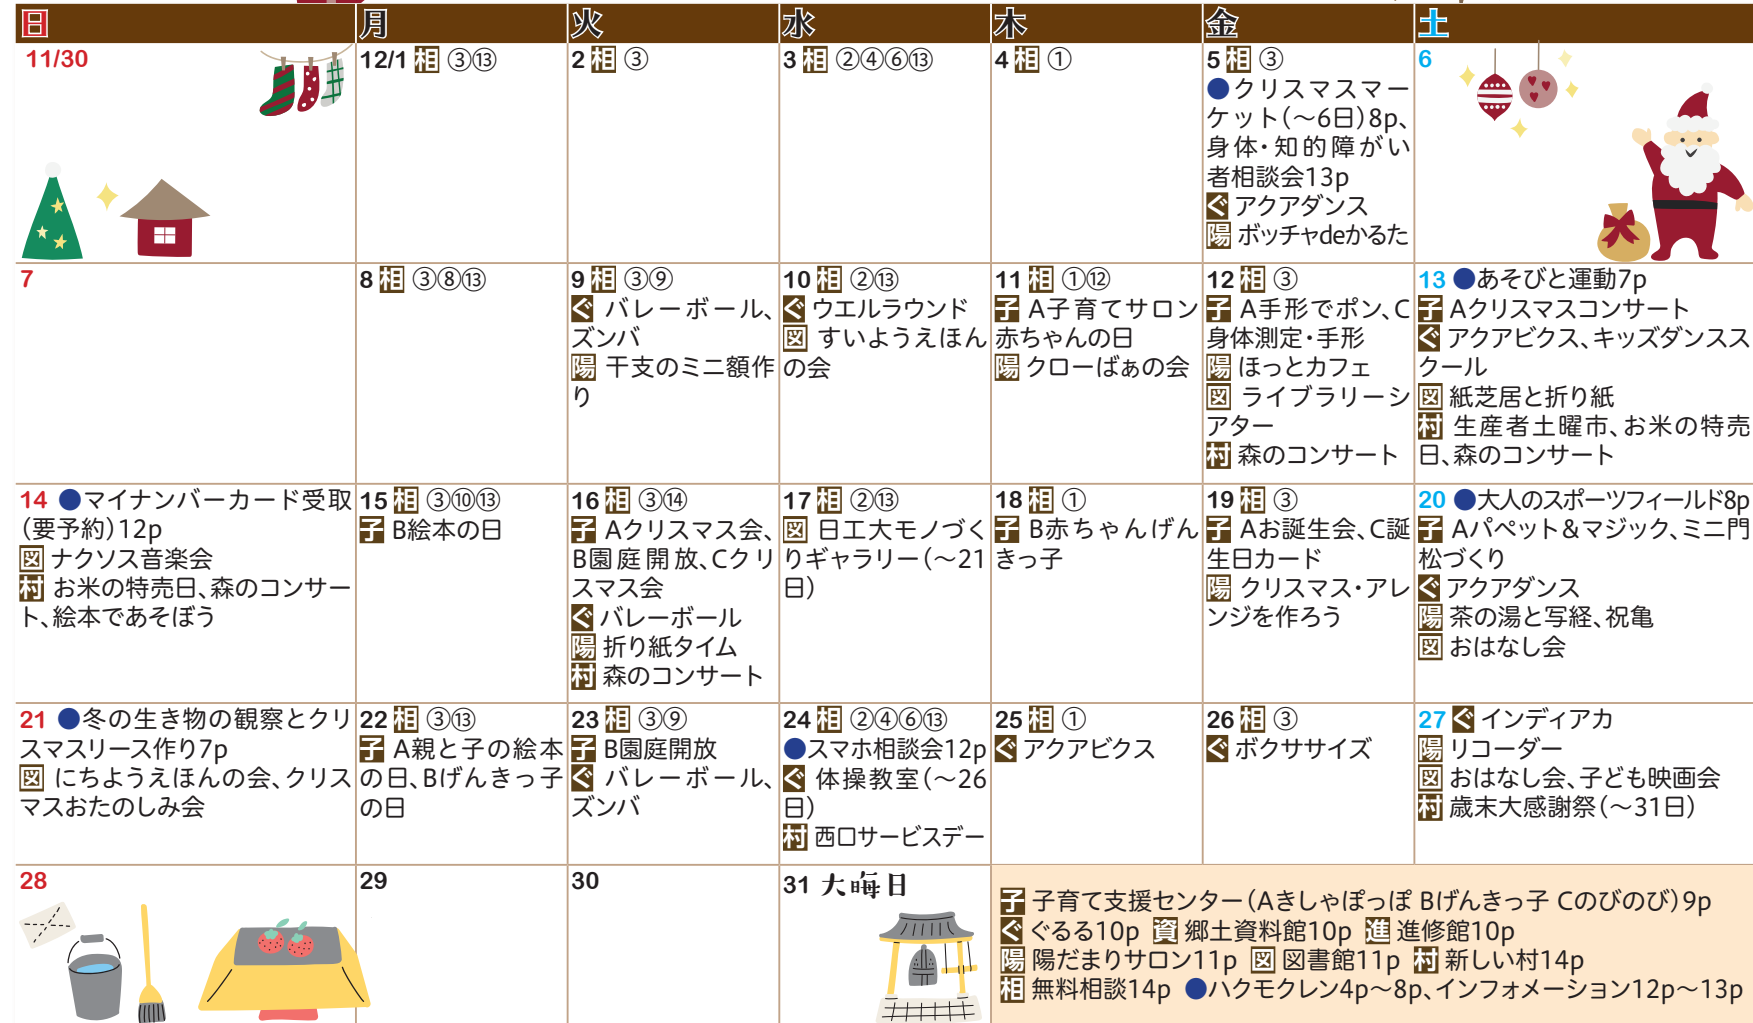 日 月 火 水 木 金 土
11/30
12/1 相 ③⑬
2 相 ③
3 相 ②④⑥⑬
4 相 ①
5 相 ③
●クリスマスマー
ケット(～6日)8p、
身体・知的障がい
者相談会13p
ぐ アクアダンス
陽 ボッチャdeかるた
6
7
8 相 ③⑧⑬
9 相 ③⑨
ぐ バレーボール、
ズンバ
陽 干支のミニ額作
り
10 相 ②⑬
ぐ ウエルラウンド
図 すいようえほん
の会
11 相 ①⑫
子 A子育てサロン
赤ちゃんの日
陽 クローばぁの会
12 相 ③
子 A手形でポン、C
身体測定・手形
陽 ほっとカフェ
図 ライブラリーシ
アター
村 森のコンサート
13 ●あそびと運動7p
子 Aクリスマスコンサート
ぐ アクアビクス、キッズダンスス
クール
図 紙芝居と折り紙
村 生産者土曜市、お米の特売
日、森のコンサート
14 ●マイナンバーカード受取
(要予約)12p
図 ナクソス音楽会
村 お米の特売日、森のコンサー
ト、絵本であそぼう
15 相 ③⑩⑬
子 B絵本の日
16 相 ③⑭
子 Aクリスマス会、
B園庭開放、Cクリ
スマス会
ぐ バレーボール
陽 折り紙タイム
村 森のコンサート
17 相 ②⑬
図 日工大モノづく
りギャラリー(～21
日)
18 相 ①
子 B赤ちゃんげん
きっ子
19 相 ③
子 Aお誕生会、C誕
生日カード
陽 クリスマス・アレ
ンジを作ろう
20 ●大人のスポーツフィールド8p
子 Aパペット＆マジック、ミニ門
松づくり
ぐ アクアダンス
陽 茶の湯と写経、祝亀
図 おはなし会
21 ●冬の生き物の観察とクリ
スマスリース作り7p
図 にちようえほんの会、クリス
マスおたのしみ会
22 相 ③⑬
子 A親と子の絵本
の日、Bげんきっ子
の日
23 相 ③⑨
子 B園庭開放
ぐ バレーボール、
ズンバ
24 相 ②④⑥⑬
●スマホ相談会12p
ぐ 体操教室(～26
日)
村 西口サービスデー
25 相 ①
ぐ アクアビクス
26 相 ③
ぐ ボクササイズ
27 ぐ インディアカ
陽 リコーダー
図 おはなし会、子ども映画会
村 歳末大感謝祭(～31日)
28
29
30
31 大晦日
子 子育て支援センター(Aきしゃぽっぽ Bげんきっ子 Cのびのび)9p
ぐ ぐるる10p 資 郷土資料館10p 進 進修館10p
陽 陽だまりサロン11p 図 図書館11p 村 新しい村14p
相 無料相談14p ●ハクモクレン4p～8p、インフォメーション12p～13p